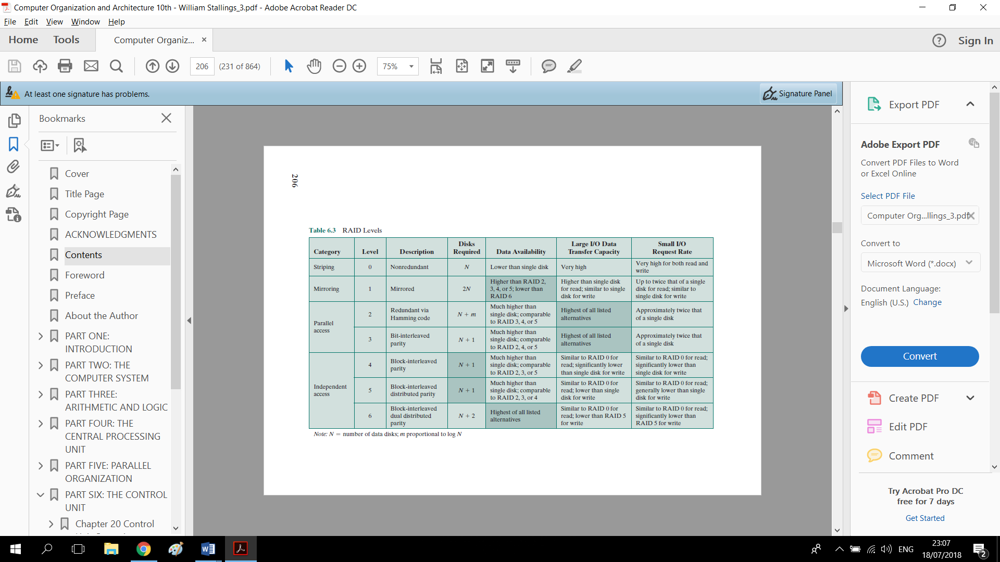 Computer Organization and Architecture 10th - William Stallings_3.pdf - Adobe Acrobat Reader DC
File Edit View Window Help
Home Tools Computer Organiz... × ? Sign In
206 (231 of 864) 75%
At least one signature has problems. Signature Panel
Bookmarks
Cover
Title Page
Copyright Page
ACKNOWLEDGMENTS
Contents
Foreword
Preface
About the Author
PART ONE:
INTRODUCTION
PART TWO: THE
COMPUTER SYSTEM
PART THREE:
ARITHMETIC AND LOGIC
PART FOUR: THE
CENTRAL PROCESSING
UNIT
PART FIVE: PARALLEL
ORGANIZATION
PART SIX: THE CONTROL
UNIT
Chapter 20 Control
206
Table 6.3 RAID Levels
Category Level Description Disks Required Data Availability Large I/O Data Transfer Capacity Small I/O Request Rate
Striping 0 Nonredundant N Lower than single disk Very high Very high for both read and write
Mirroring 1 Mirrored 2N Higher than RAID 2, 3, 4, or 5; lower than RAID 6 Higher than single disk for read; similar to single disk for write Up to twice that of a single disk for read; similar to single disk for write
Parallel access 2 Redundant via Hamming code N + m Much higher than single disk; comparable to RAID 3, 4, or 5 Highest of all listed alternatives Approximately twice that of a single disk
3 Bit-interleaved parity N + 1 Much higher than single disk; comparable to RAID 2, 4, or 5 Highest of all listed alternatives Approximately twice that of a single disk
Independent access 4 Block-interleaved parity N + 1 Much higher than single disk; comparable to RAID 2, 3, or 5 Similar to RAID 0 for read; significantly lower than single disk for write Similar to RAID 0 for read; significantly lower than single disk for write
5 Block-interleaved distributed parity N + 1 Much higher than single disk; comparable to RAID 2, 3, or 4 Similar to RAID 0 for read; lower than single disk for write Similar to RAID 0 for read; generally lower than single disk for write
6 Block-interleaved dual distributed parity N + 2 Highest of all listed alternatives Similar to RAID 0 for read; lower than RAID 5 for write Similar to RAID 0 for read; significantly lower than RAID 5 for write
Note: N = number of data disks; m proportional to log N
Export PDF
Adobe Export PDF
Convert PDF Files to Word
or Excel Online
Select PDF File
Computer Org...llings_3.pdf
Convert to
Microsoft Word (*.docx)
Document Language:
English (U.S.) Change
Convert
Create PDF
Edit PDF
Comment
Try Acrobat Pro DC
free for 7 days
Get Started
ENG
23:07
18/07/2018
2